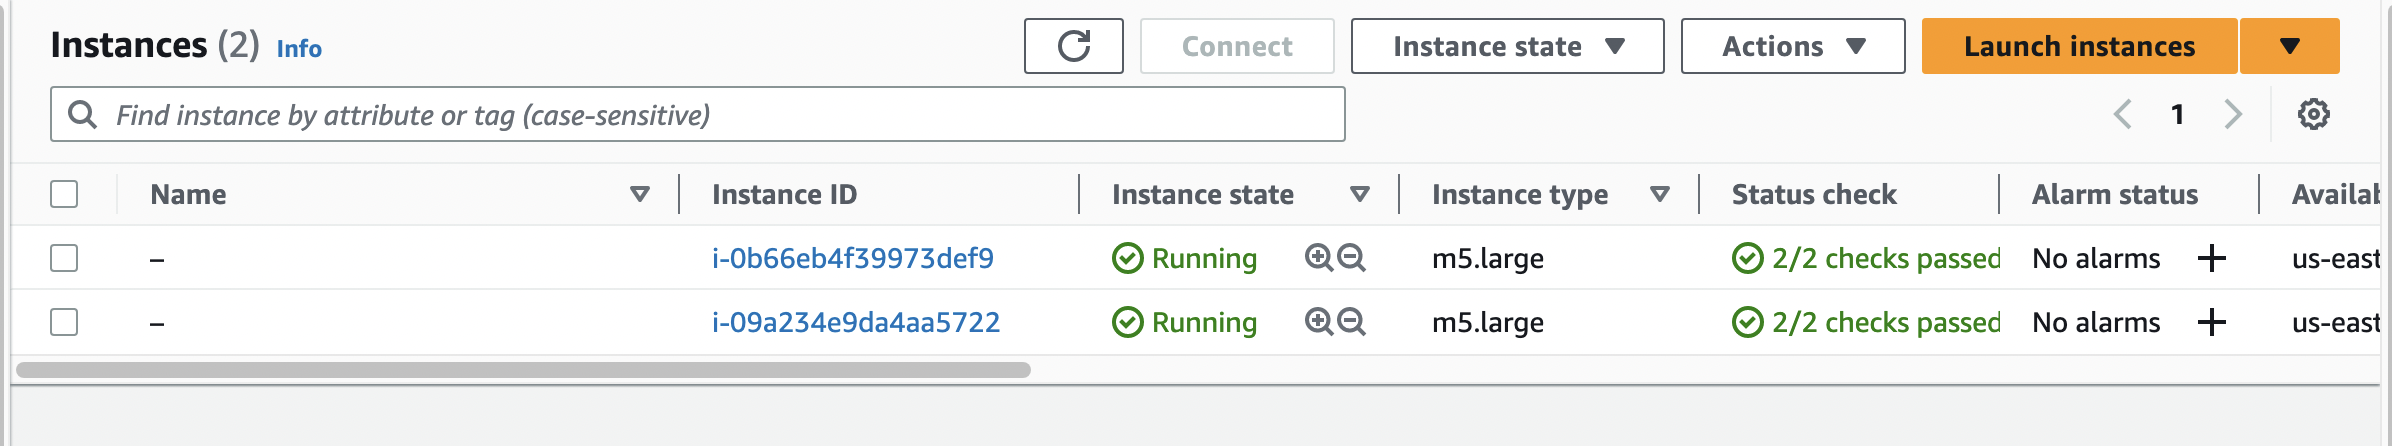 Instances (2) Info Connect Instance state Actions Launch instances
Find instance by attribute or tag (case-sensitive) 1
Name Instance ID Instance state Instance type Status check Alarm status Availab
– i-0b66eb4f39973def9 Running m5.large 2/2 checks passed No alarms + us-east
– i-09a234e9da4aa5722 Running m5.large 2/2 checks passed No alarms + us-east